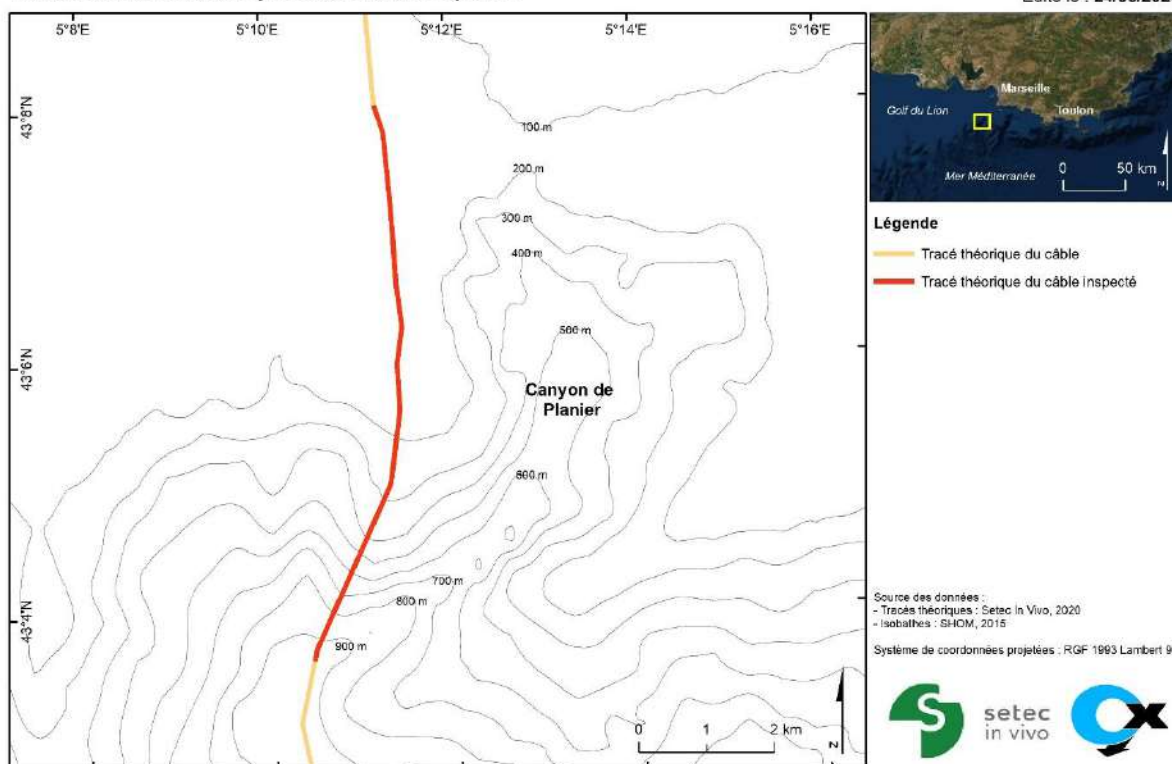 5°8'E
5°10'E
5°12'E
5°14'E
5°16'E
43°8'N
43°6'N
43°4'N
100 m
200 m
300 m
400 m
500 m
Canyon de
Planier
600 m
700 m
800 m
900 m
0 1 2 km
N
Marseille
Golf du Lion
Toulon
Mer Méditerranée
0 50 km
N
Légende
Tracé théorique du câble
Tracé théorique du câble inspecté
Source des données :
- Tracés théoriques : Setec In Vivo, 2020
- Isobathes : SHOM, 2015
Système de coordonnées projetées : RGF 1993 Lambert 9
S
setec
in vivo